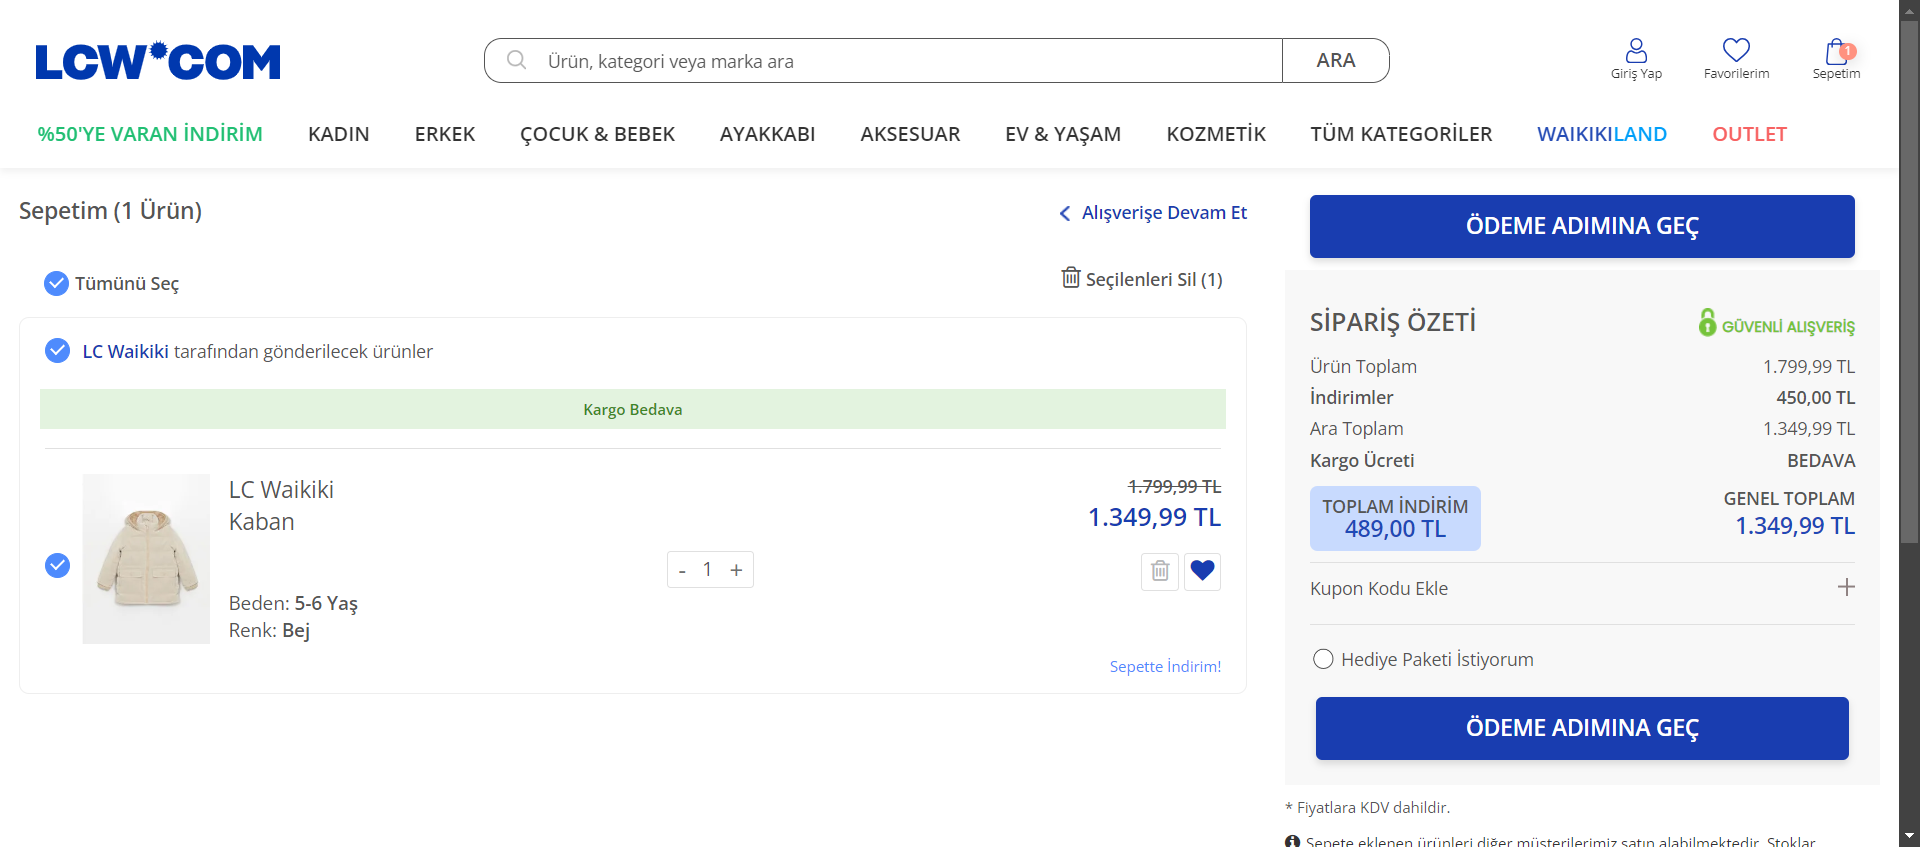 LCW COM
Ürün, kategori veya marka ara
ARA
Giriş Yap
Favorilerim
1
Sepetim
%50'YE VARAN İNDİRİM
KADIN
ERKEK
ÇOCUK & BEBEK
AYAKKABI
AKSESUAR
EV & YAŞAM
KOZMETİK
TÜM KATEGORİLER
WAIKIKILAND
OUTLET
Sepetim (1 Ürün)
Alışverişe Devam Et
Tümünü Seç
Seçilenleri Sil (1)
LC Waikiki tarafından gönderilecek ürünler
Kargo Bedava
LC Waikiki
Kaban
Beden: 5-6 Yaş
Renk: Bej
- 1 +
1.799,99 TL
1.349,99 TL
Sepette İndirim!
ÖDEME ADIMINA GEÇ
SİPARİŞ ÖZETİ
GÜVENLİ ALIŞVERİŞ
Ürün Toplam 1.799,99 TL
İndirimler 450,00 TL
Ara Toplam 1.349,99 TL
Kargo Ücreti BEDAVA
TOPLAM İNDİRİM
489,00 TL
GENEL TOPLAM
1.349,99 TL
Kupon Kodu Ekle
Hediye Paketi İstiyorum
ÖDEME ADIMINA GEÇ
* Fiyatlara KDV dahildir.
Sepete eklenen ürünleri diğer müşterilerimiz satın alabilmektedir. Stoklar